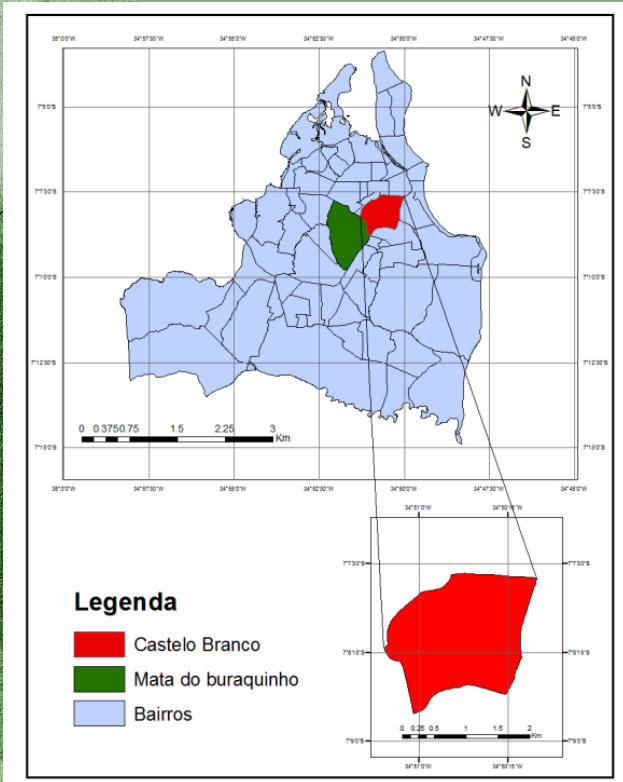 35°0'0"W 34°57'30"W 34°55'0"W 34°52'30"W 34°50'0"W 34°47'30"W 34°45'0"W
N
W E
S
7°5'0"S 7°5'0"S
7°7'30"S 7°7'30"S
7°10'0"S 7°10'0"S
7°12'30"S 7°12'30"S
0 0.375 0.75 1.5 2.25 3
Km
7°15'0"S 7°15'0"S
35°0'0"W 34°57'30"W 34°55'0"W 34°52'30"W 34°50'0"W 34°47'30"W 34°45'0"W
34°51'0"W 34°50'15"W
7°7'30"S 7°7'30"S
Legenda
Castelo Branco
7°8'15"S 7°8'15"S
Mata do buraquinho
Bairros
0 0.25 0.5 1 1.5 2
Km
7°9'0"S 7°9'0"S
34°51'0"W 34°50'15"W